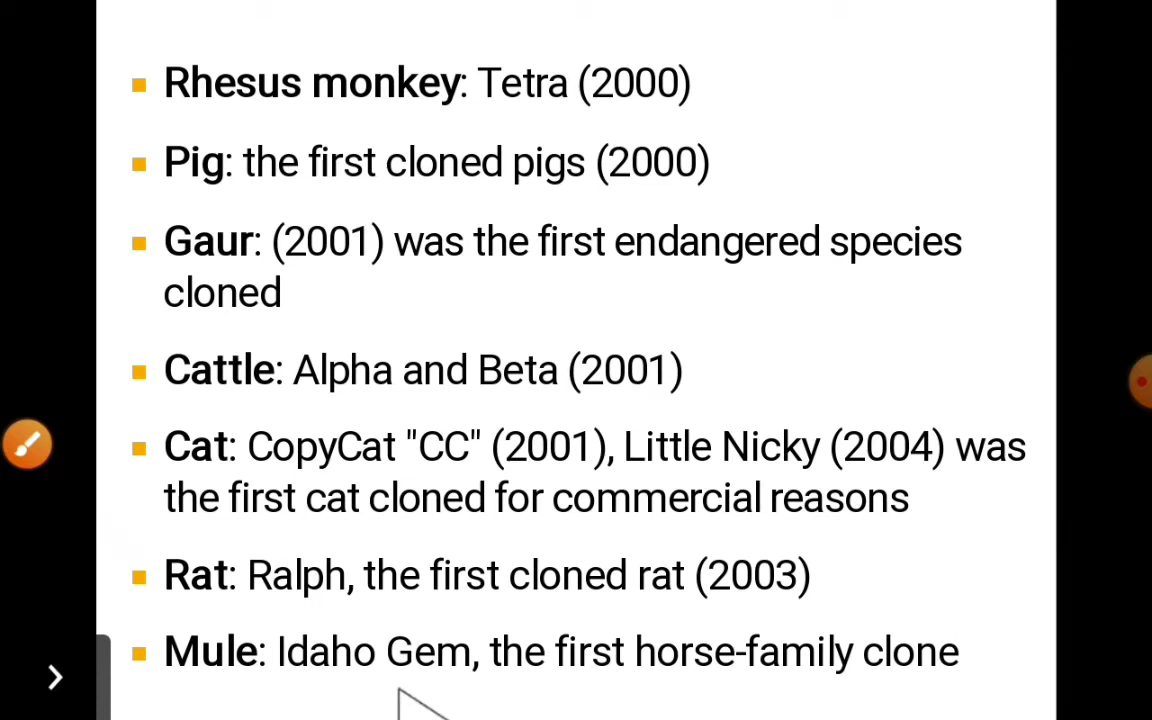 Rhesus monkey: Tetra (2000)
Pig: the first cloned pigs (2000)
Gaur: (2001) was the first endangered species
cloned
Cattle: Alpha and Beta (2001)
Cat: CopyCat "CC" (2001), Little Nicky (2004) was
the first cat cloned for commercial reasons
Rat: Ralph, the first cloned rat (2003)
Mule: Idaho Gem, the first horse-family clone